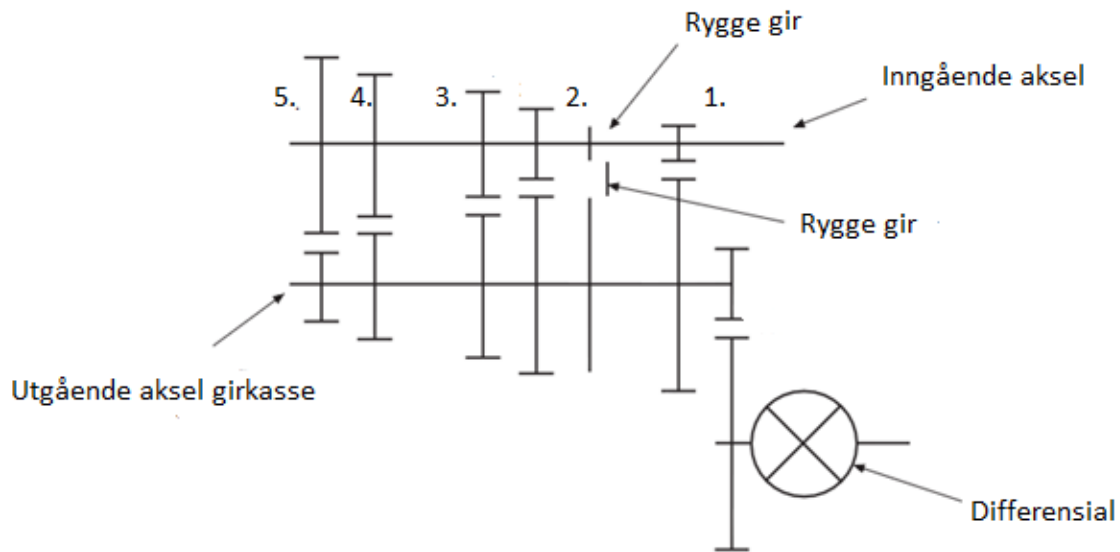 Rygge gir
Inngående aksel
5.
4.
3.
2.
1.
Rygge gir
Utgående aksel girkasse
Differensial